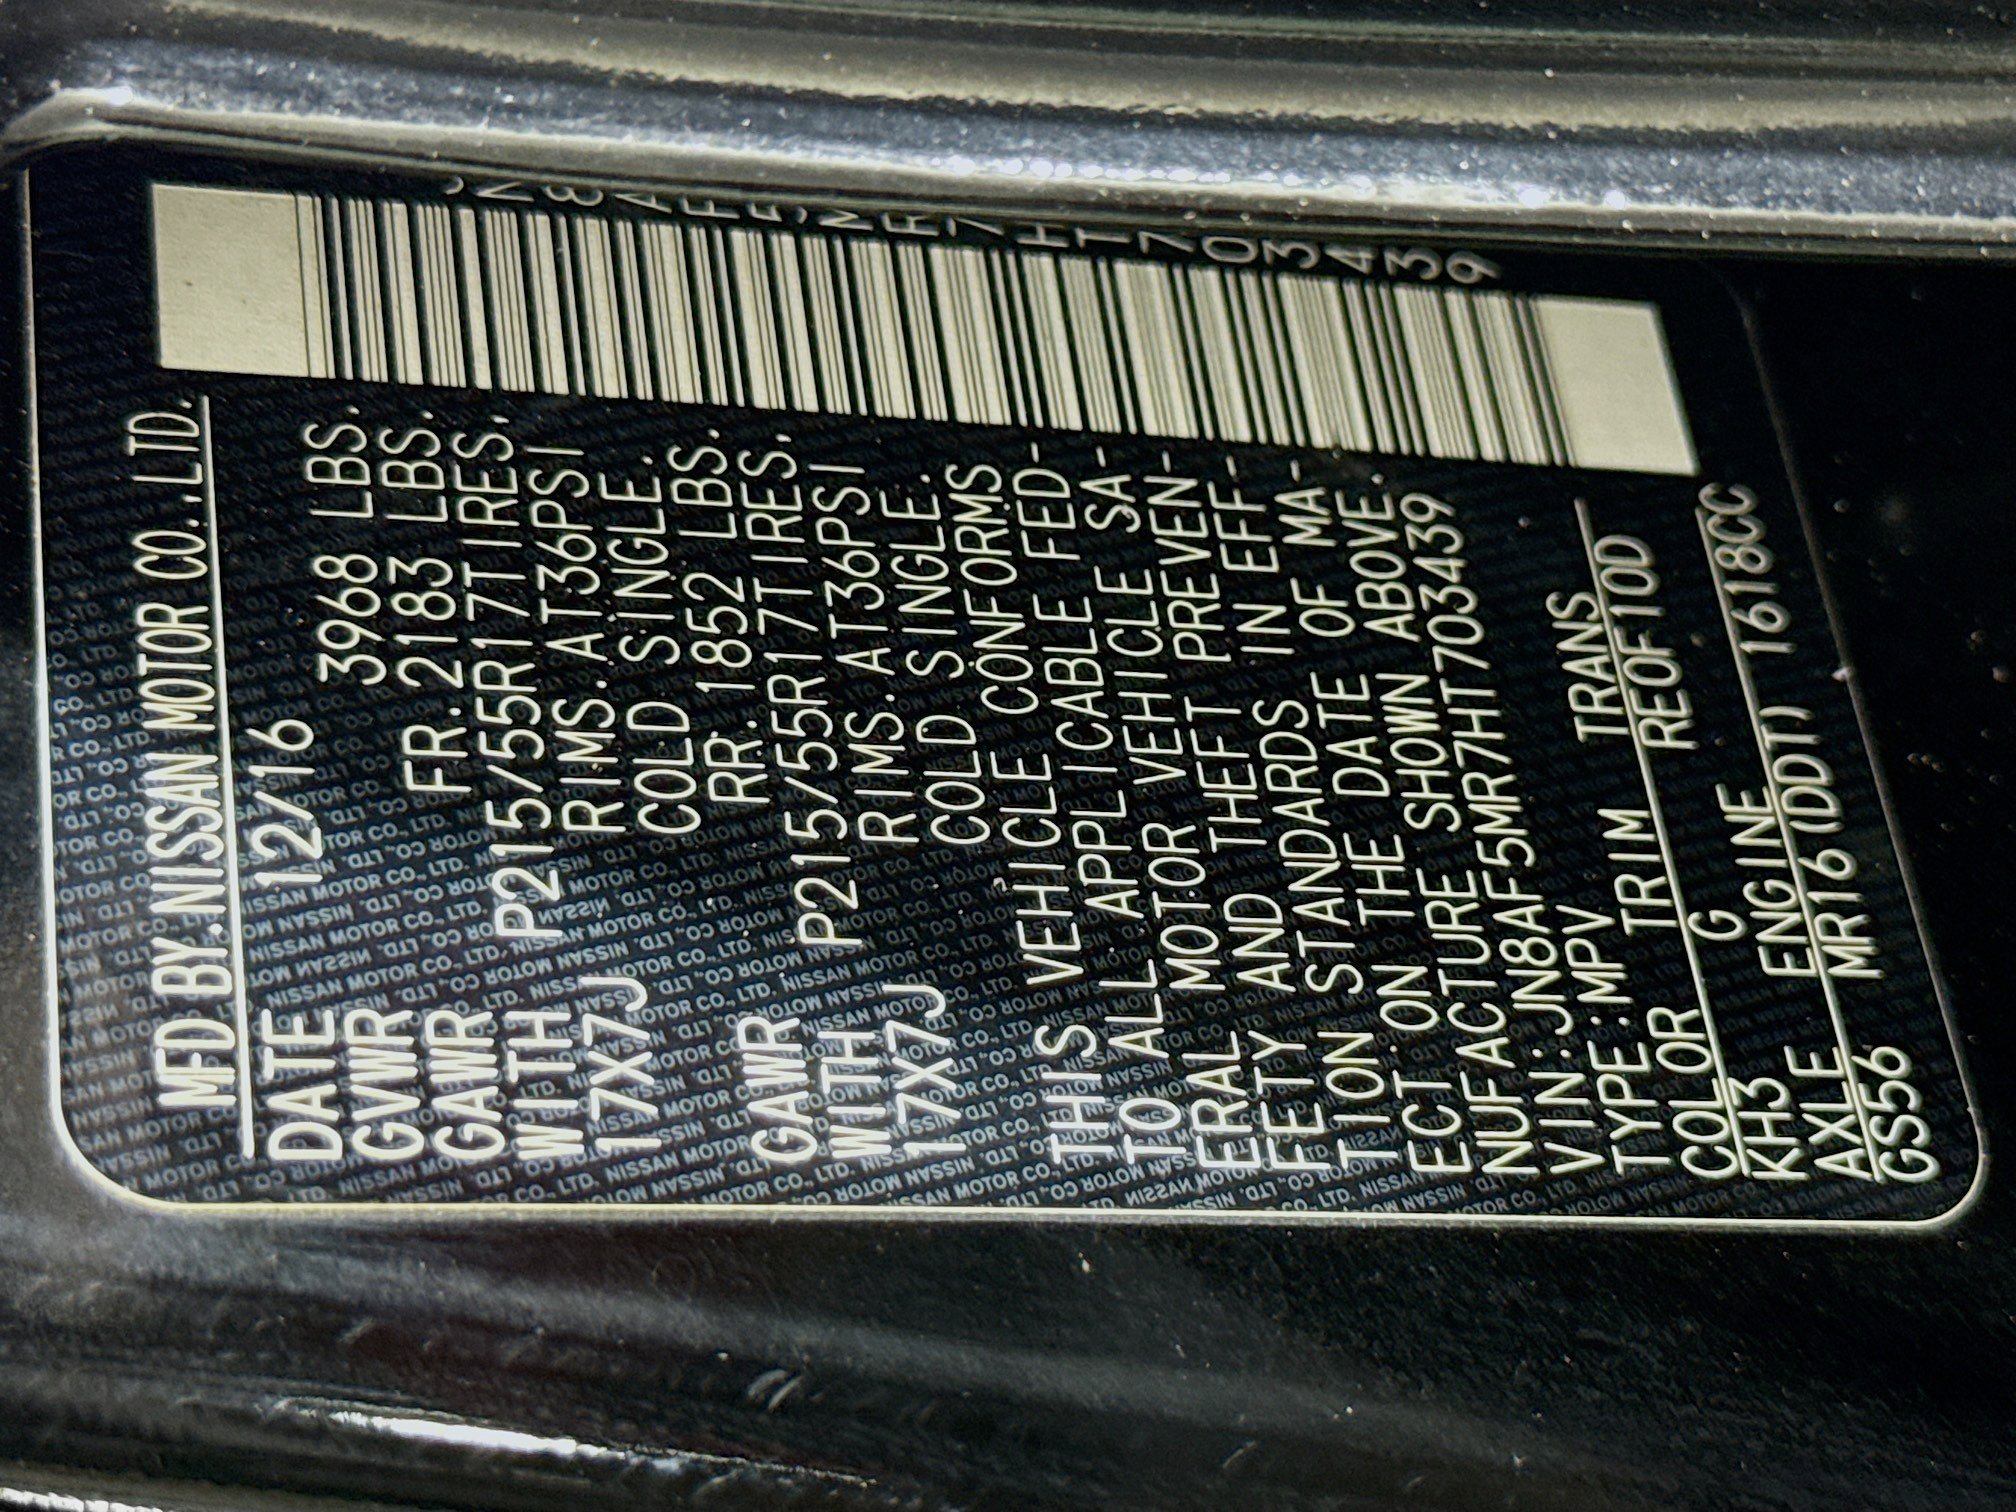 MFD BY.NISSAN MOTOR CO.,LTD.
DATE 12/16
GVWR 3968 LBS.
GAWR FR. 2183 LBS.
WITH P215/55R17TIRES.
17X7J RIMS.AT36PSI
COLD SINGLE.
GAWR RR. 1852 LBS.
WITH P215/55R17TIRES.
17X7J RIMS.AT36PSI
COLD SINGLE.
THIS VEHICLE CONFORMS
TO ALL APPLICABLE FED-
ERAL MOTOR VEHICLE SA-
FETY AND THEFT PREVEN-
TION STANDARDS IN EFF-
ECT ON THE DATE OF MA-
NUFACTURE SHOWN ABOVE.
VIN:JN8AF5MR7HT703439
TYPE:MPV
COLOR TRIM TRANS
KH3 G RE0F10D
AXLE ENGINE
GS56 MR16(DDT) 1618CC
JN8AF5MR7HT703439